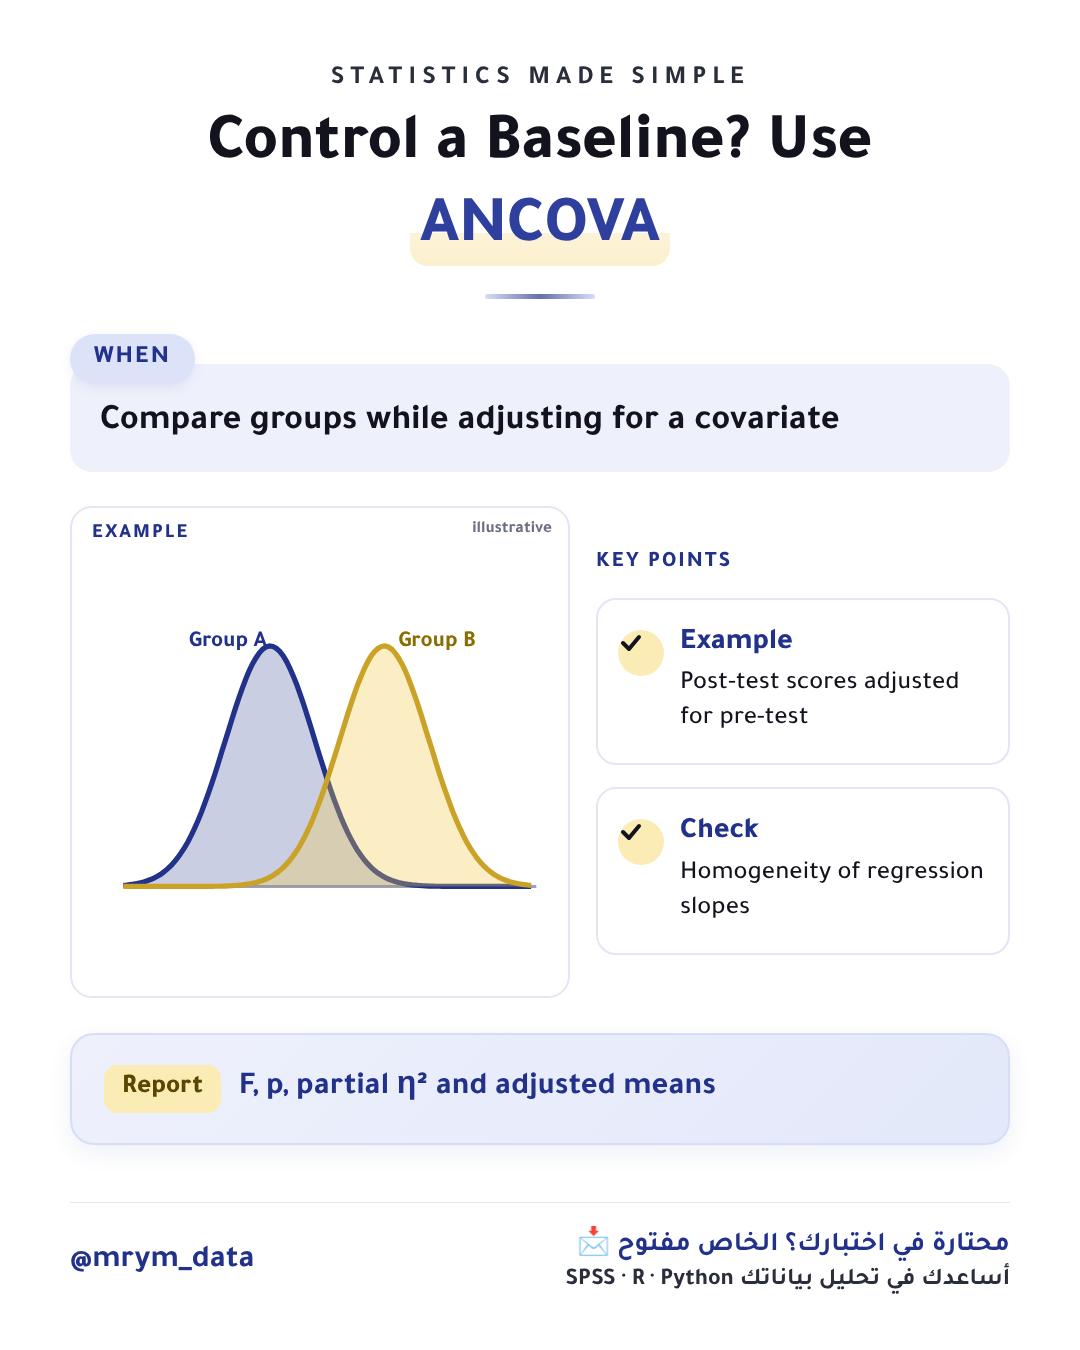 STATISTICS MADE SIMPLE
Control a Baseline? Use
ANCOVA
WHEN
Compare groups while adjusting for a covariate
EXAMPLE
illustrative
Group A
Group B
KEY POINTS
Example
Post-test scores adjusted
for pre-test
Check
Homogeneity of regression
slopes
Report
F, p, partial η² and adjusted means
@mrym_data
محتارة في اختبارك؟ الخاص مفتوح 📩
أساعدك في تحليل بياناتك SPSS · R · Python